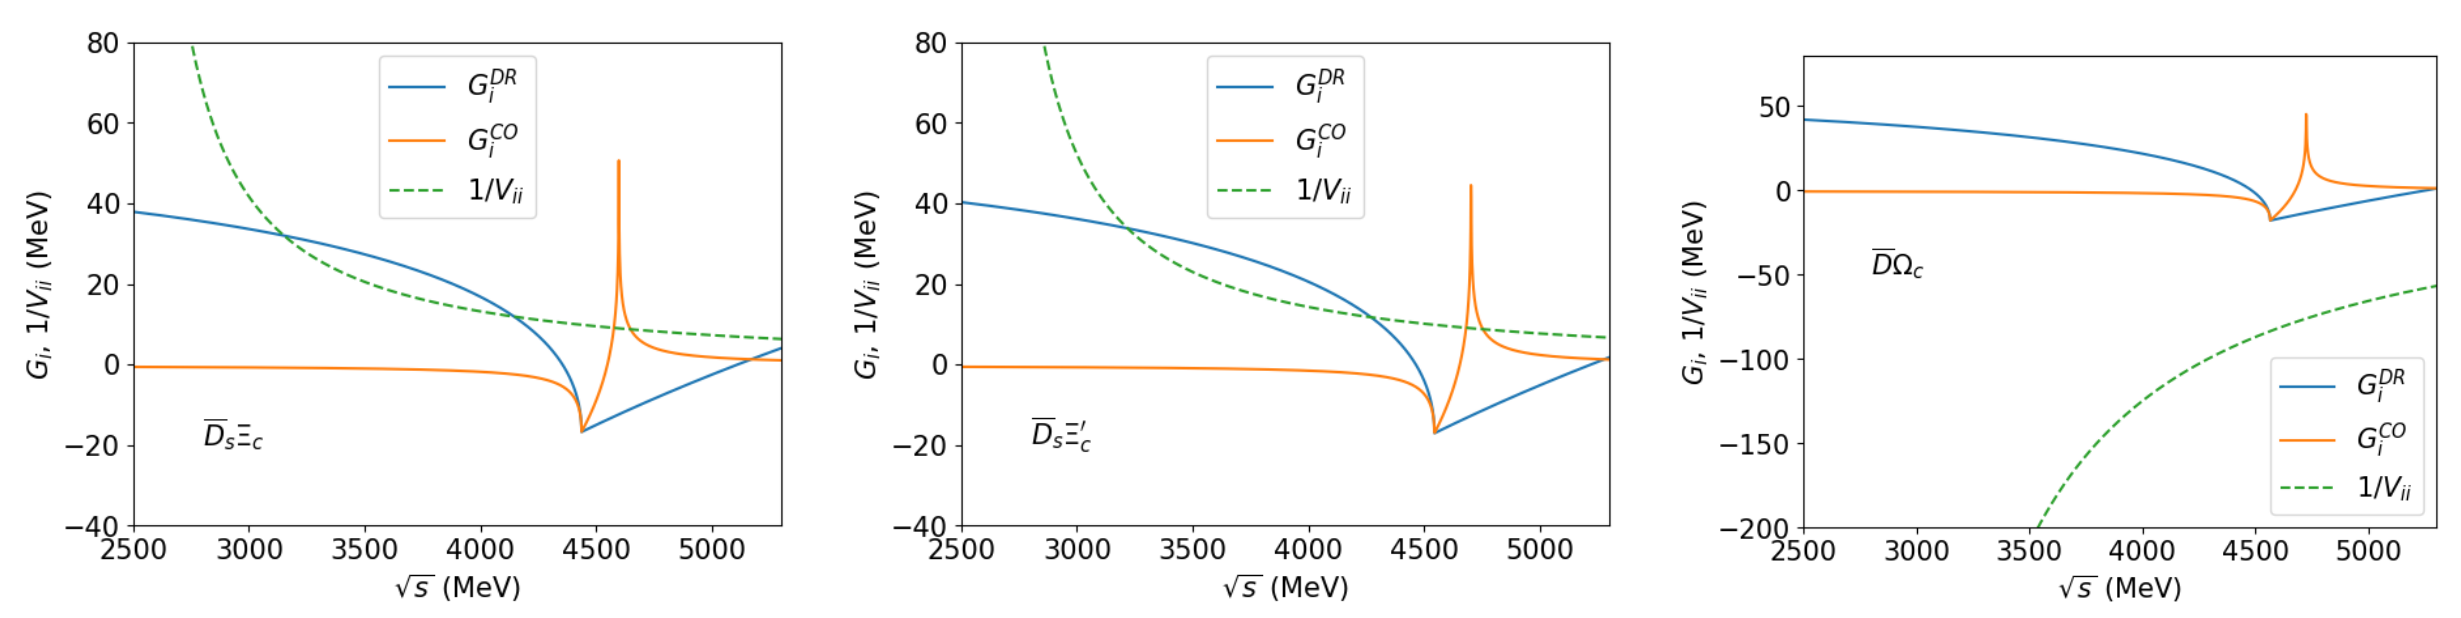 80
60
40
20
0
−20
−40
2500 3000 3500 4000 4500 5000
√s (MeV)
G_i, 1/V_ii (MeV)
G_i^DR
G_i^CO
1/V_ii
D̅_sΞ_c
80
60
40
20
0
−20
−40
2500 3000 3500 4000 4500 5000
√s (MeV)
G_i, 1/V_ii (MeV)
G_i^DR
G_i^CO
1/V_ii
D̅_sΞ′_c
50
0
−50
−100
−150
−200
2500 3000 3500 4000 4500 5000
√s (MeV)
G_i, 1/V_ii (MeV)
D̅Ω_c
G_i^DR
G_i^CO
1/V_ii